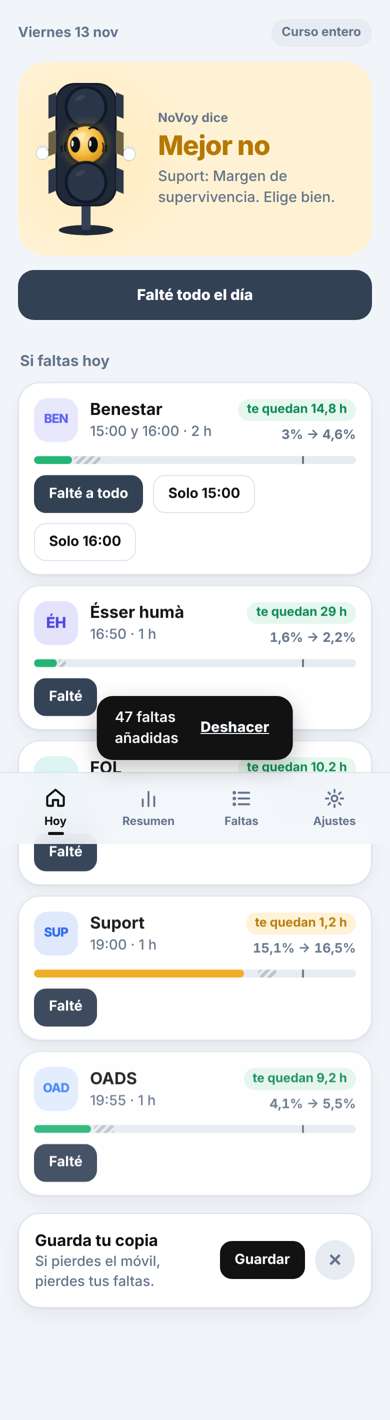 Viernes 13 nov
Curso entero
NoVoy dice
Mejor no
Suport: Margen de
supervivencia. Elige bien.
Falté todo el día
Si faltas hoy
BEN
Benestar
te quedan 14,8 h
15:00 y 16:00 · 2 h
3% → 4,6%
Falté a todo
Solo 15:00
Solo 16:00
ÉH
Ésser humà
te quedan 29 h
16:50 · 1 h
1,6% → 2,2%
Falté
47 faltas
añadidas
Deshacer
FOL
te quedan 10,2 h
Hoy
Resumen
Faltas
Ajustes
Falté
SUP
Suport
te quedan 1,2 h
19:00 · 1 h
15,1% → 16,5%
Falté
OAD
OADS
te quedan 9,2 h
19:55 · 1 h
4,1% → 5,5%
Falté
Guarda tu copia
Si pierdes el móvil,
pierdes tus faltas.
Guardar